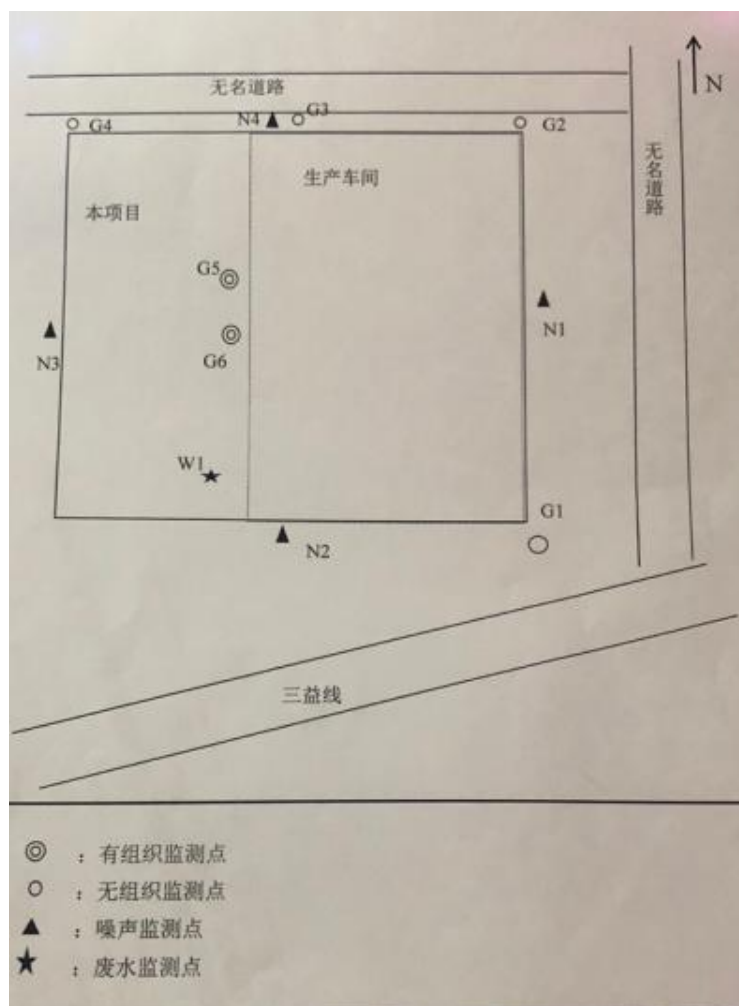 N
无名道路
G4
N4
G3
G2
生产车间
无名道路
本项目
G5
N1
N3
G6
W1
G1
N2
三益线
：有组织监测点
：无组织监测点
：噪声监测点
：废水监测点